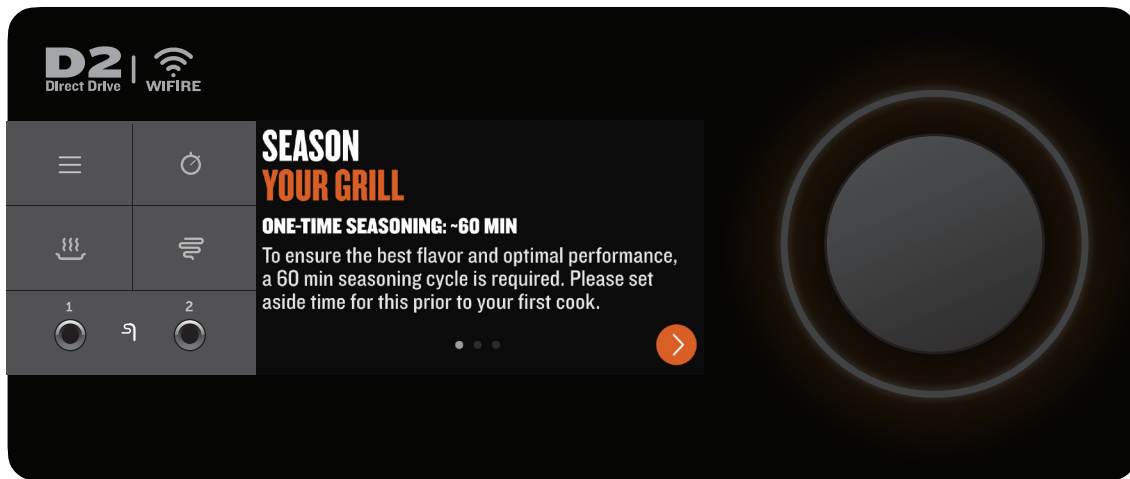 D2
Direct Drive
WIFIRE
SEASON
YOUR GRILL
ONE-TIME SEASONING: ~60 MIN
To ensure the best flavor and optimal performance,
a 60 min seasoning cycle is required. Please set
aside time for this prior to your first cook.
1
2